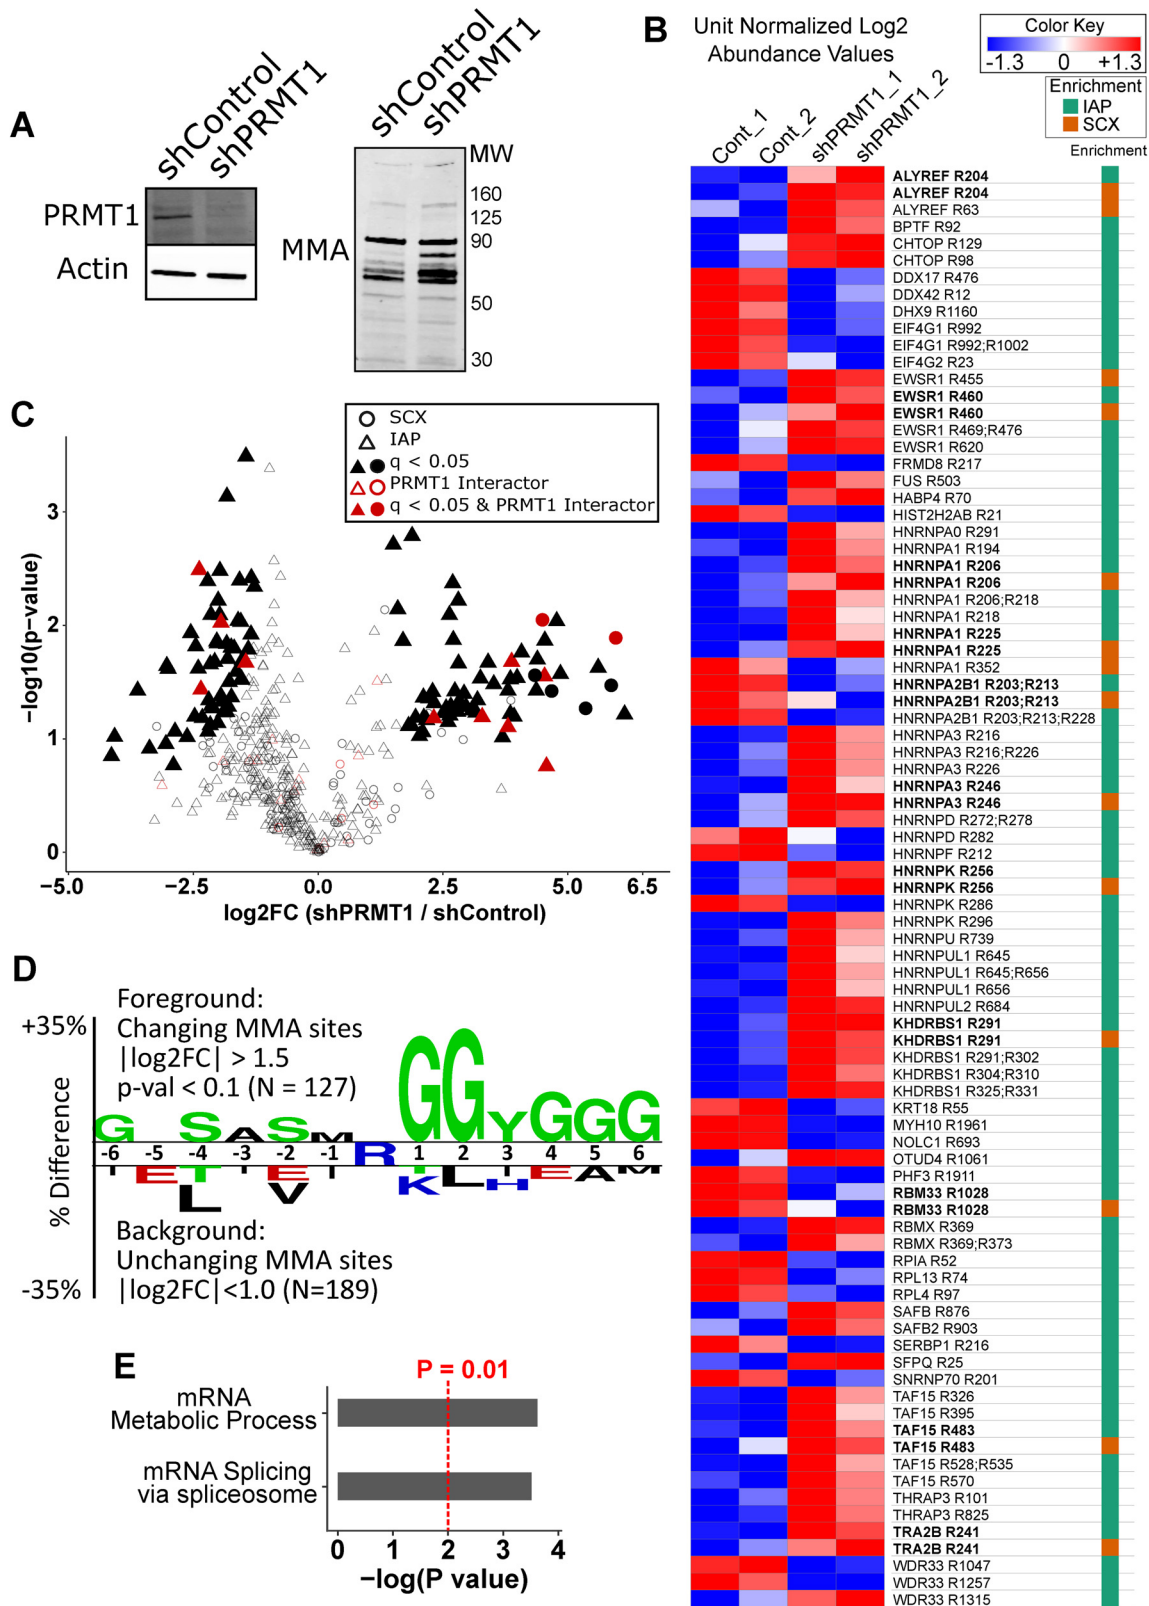 A
shControl
shPRMT1
PRMT1
Actin
shControl
shPRMT1
MW
MMA
160
125
90
50
30
B
Unit Normalized Log2
Abundance Values
Color Key
-1.3 0 +1.3
Enrichment
IAP
SCX
Enrichment
Cont_1
Cont_2
shPRMT1_1
shPRMT1_2
ALYREF R204
ALYREF R204
ALYREF R63
BPTF R92
CHTOP R129
CHTOP R98
DDX17 R476
DDX42 R12
DHX9 R1160
EIF4G1 R992
EIF4G1 R992;R1002
EIF4G2 R23
EWSR1 R455
EWSR1 R460
EWSR1 R460
EWSR1 R469;R476
EWSR1 R620
FRMD8 R217
FUS R503
HABP4 R70
HIST2H2AB R21
HNRNPA0 R291
HNRNPA1 R194
HNRNPA1 R206
HNRNPA1 R206
HNRNPA1 R206;R218
HNRNPA1 R218
HNRNPA1 R225
HNRNPA1 R225
HNRNPA1 R352
HNRNPA2B1 R203;R213
HNRNPA2B1 R203;R213
HNRNPA2B1 R203;R213;R228
HNRNPA3 R216
HNRNPA3 R216;R226
HNRNPA3 R226
HNRNPA3 R246
HNRNPA3 R246
HNRNPD R272;R278
HNRNPD R282
HNRNPF R212
HNRNPK R256
HNRNPK R256
HNRNPK R286
HNRNPK R296
HNRNPU R739
HNRNPUL1 R645
HNRNPUL1 R645;R656
HNRNPUL1 R656
HNRNPUL2 R684
KHDRBS1 R291
KHDRBS1 R291
KHDRBS1 R291;R302
KHDRBS1 R304;R310
KHDRBS1 R325;R331
KRT18 R55
MYH10 R1961
NOLC1 R693
OTUD4 R1061
PHF3 R1911
RBM33 R1028
RBM33 R1028
RBMX R369
RBMX R369;R373
RPIA R52
RPL13 R74
RPL4 R97
SAFB R876
SAFB2 R903
SERBP1 R216
SFPQ R25
SNRNP70 R201
TAF15 R326
TAF15 R395
TAF15 R483
TAF15 R483
TAF15 R528;R535
TAF15 R570
THRAP3 R101
THRAP3 R825
TRA2B R241
TRA2B R241
WDR33 R1047
WDR33 R1257
WDR33 R1315
C
SCX
IAP
q < 0.05
PRMT1 Interactor
q < 0.05 & PRMT1 Interactor
−log10(p−value)
3
2
1
0
−5.0 −2.5 0.0 2.5 5.0 6.5
log2FC (shPRMT1 / shControl)
D
+35%
% Difference
-35%
Foreground:
Changing MMA sites
|log2FC| > 1.5
p-val < 0.1 (N = 127)
G S A S M G G Y G G G
-6 -5 -4 -3 -2 -1 R 1 2 3 4 5 6
T E T T E T T L T E A M
L V K H
Background:
Unchanging MMA sites
|log2FC|<1.0 (N=189)
E
P = 0.01
mRNA
Metabolic Process
mRNA Splicing
via spliceosome
0 1 2 3 4
−log(P value)